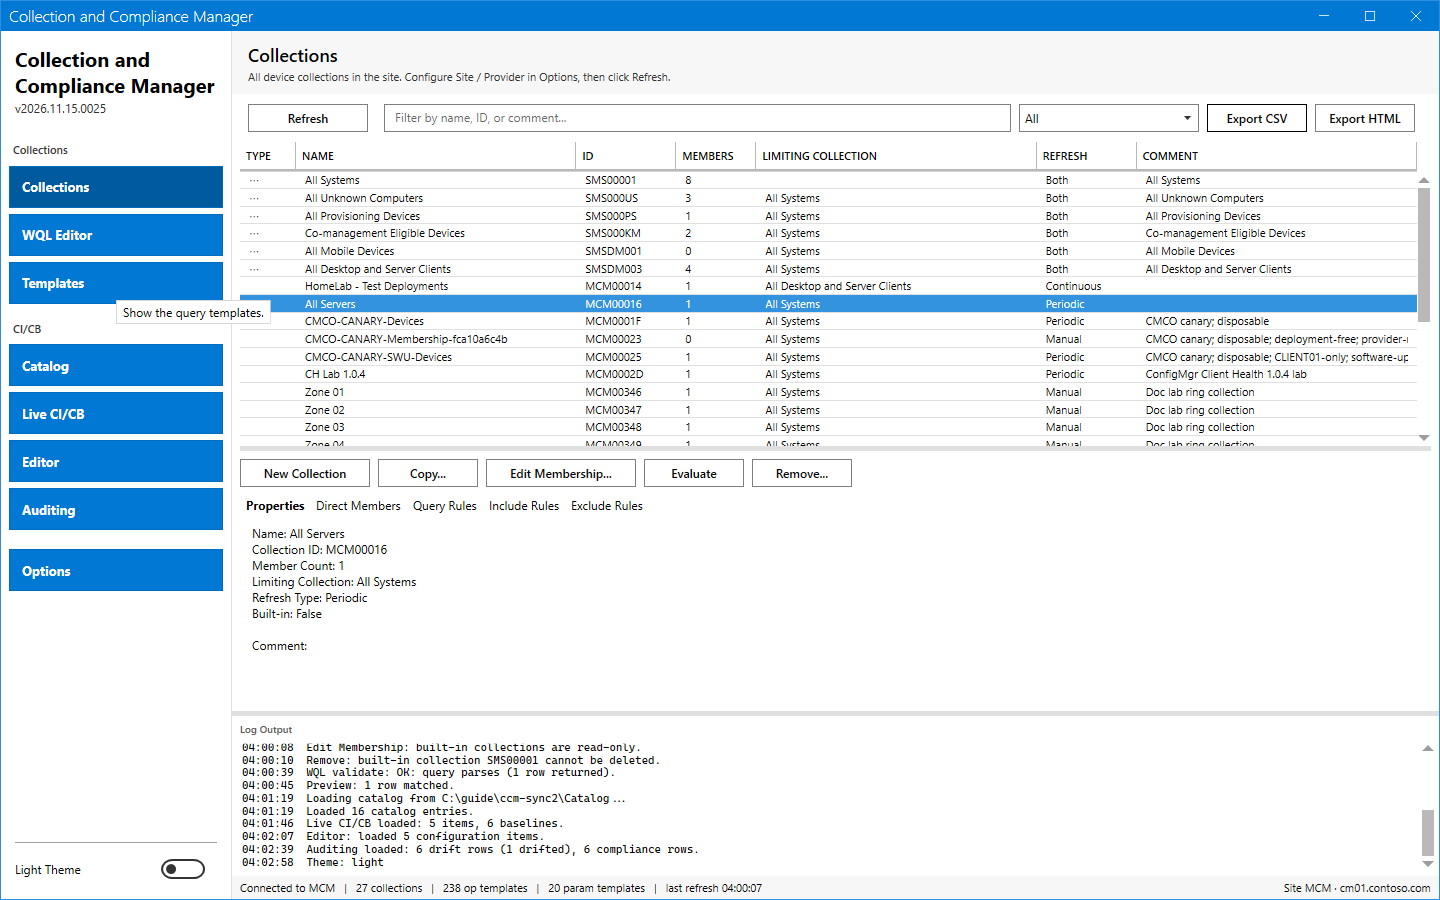 Collection and Compliance Manager
Collection and
Compliance Manager
v2026.11.15.0025
Collections
Collections
WQL Editor
Templates
Show the query templates.
CI/CB
Catalog
Live CI/CB
Editor
Auditing
Options
Light Theme
Collections
All device collections in the site. Configure Site / Provider in Options, then click Refresh.
Refresh Filter by name, ID, or comment... All Export CSV Export HTML
TYPE NAME ID MEMBERS LIMITING COLLECTION REFRESH COMMENT
... All Systems SMS00001 8 Both All Systems
... All Unknown Computers SMS000US 3 All Systems Both All Unknown Computers
... All Provisioning Devices SMS000PS 1 All Systems Both All Provisioning Devices
... Co-management Eligible Devices SMS000KM 2 All Systems Both Co-management Eligible Devices
... All Mobile Devices SMSDM001 0 All Systems Both All Mobile Devices
... All Desktop and Server Clients SMSDM003 4 All Systems Both All Desktop and Server Clients
HomeLab - Test Deployments MCM00014 1 All Desktop and Server Clients Continuous
All Servers MCM00016 1 All Systems Periodic
CMCO-CANARY-Devices MCM0001F 1 All Systems Periodic CMCO canary; disposable
CMCO-CANARY-Membership-fca10a6c4b MCM00023 0 All Systems Manual CMCO canary; disposable; deployment-free; provider-
CMCO-CANARY-SWU-Devices MCM00025 1 All Systems Periodic CMCO canary; disposable; CLIENT01-only; software-up
CH Lab 1.0.4 MCM0002D 1 All Systems Periodic ConfigMgr Client Health 1.0.4 lab
Zone 01 MCM00346 1 All Systems Manual Doc lab ring collection
Zone 02 MCM00347 1 All Systems Manual Doc lab ring collection
Zone 03 MCM00348 1 All Systems Manual Doc lab ring collection
Zone 04 MCM00349 1 All Systems Manual Doc lab ring collection
New Collection Copy... Edit Membership... Evaluate Remove...
Properties Direct Members Query Rules Include Rules Exclude Rules
Name: All Servers
Collection ID: MCM00016
Member Count: 1
Limiting Collection: All Systems
Refresh Type: Periodic
Built-in: False
Comment:
Log Output
04:00:08 Edit Membership: built-in collections are read-only.
04:00:10 Remove: built-in collection SMS00001 cannot be deleted.
04:00:39 WQL validate: OK: query parses (1 row returned).
04:00:45 Preview: 1 row matched.
04:01:19 Loading catalog from C:\guide\ccm-sync2\Catalog...
04:01:19 Loaded 16 catalog entries.
04:01:46 Live CI/CB loaded: 5 items, 6 baselines.
04:02:07 Editor: loaded 5 configuration items.
04:02:39 Auditing loaded: 6 drift rows (1 drifted), 6 compliance rows.
04:02:58 Theme: light
Connected to MCM | 27 collections | 238 op templates | 20 param templates | last refresh 04:00:07 Site MCM · cm01.contoso.com